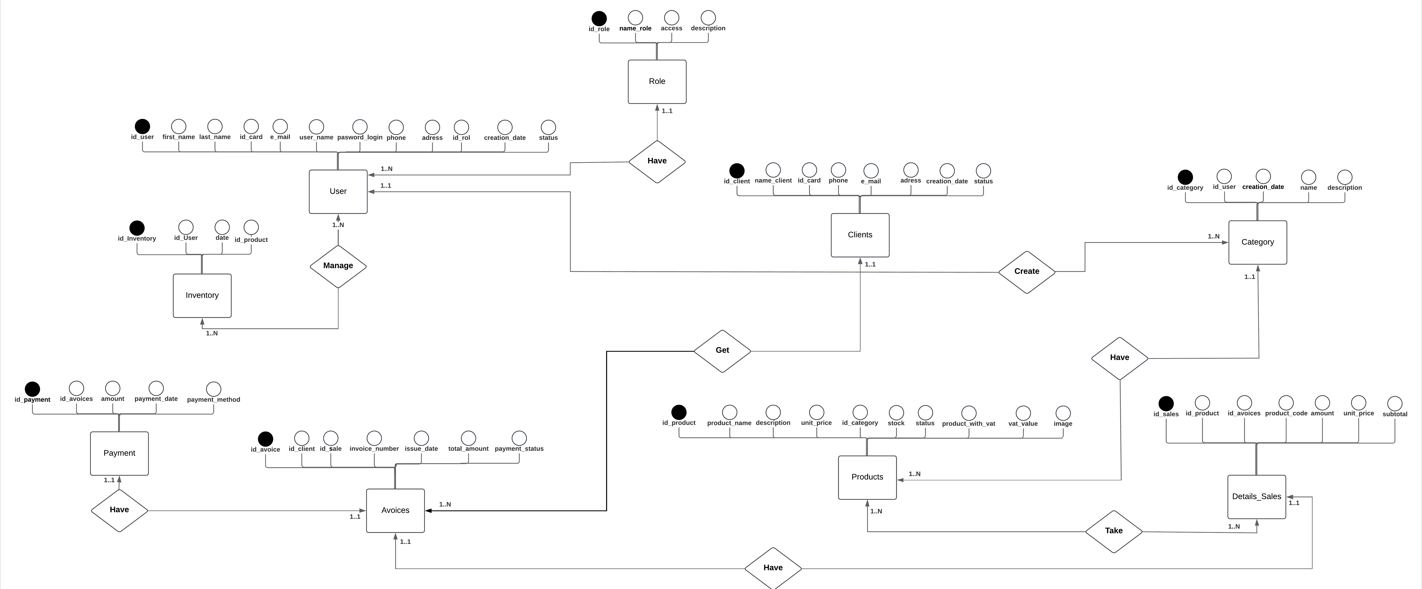 id_role name_role access description
Role
1..1
Have
id_user first_name last_name id_card e_mail user_name pasword_login phone adress id_rol creation_date status
User
1..N
1..1
1..N
Manage
id_inventory id_User date id_product
Inventory
1..N
id_client name_client id_card phone e_mail adress creation_date status
Clients
1..1
Create
id_category id_user creation_date name description
Category
1..N
1..1
Get
Have
id_payment id_avoices amount payment_date payment_method
Payment
1..1
Have
1..1
id_avoice id_client id_sale invoice_number issue_date total_amount payment_status
Avoices
1..N
1..1
id_product product_name description unit_price id_category stock status product_with_vat vat_value image
Products
1..N
1..N
id_sales id_product id_avoices product_code amount unit_price subtotal
Details_Sales
1..1
1..N
Take
Have